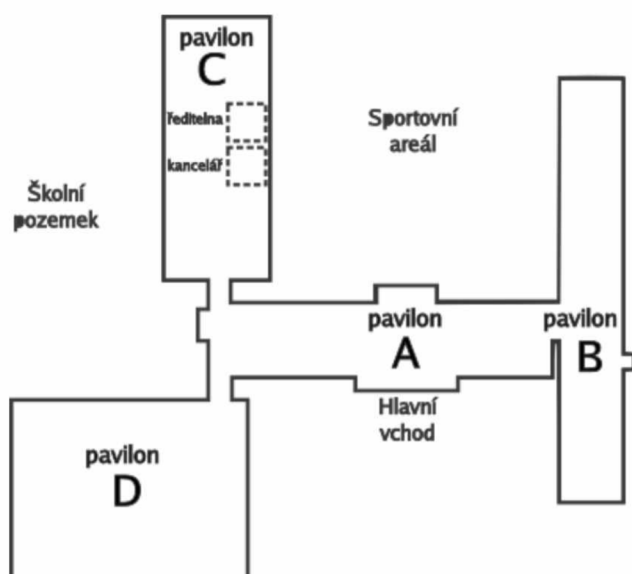 pavilon
C
ředitelna
kancelář
Sportovní
areál
Školní
pozemek
pavilon
A
pavilon
B
Hlavní
vchod
pavilon
D